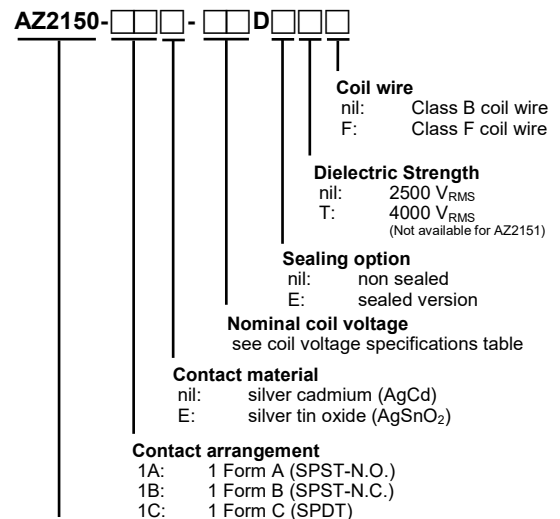 AZ2150-□□□ - □□D□□□
Coil wire
nil: Class B coil wire
F: Class F coil wire
Dielectric Strength
nil: 2500 VRMS
T: 4000 VRMS
(Not available for AZ2151)
Sealing option
nil: non sealed
E: sealed version
Nominal coil voltage
see coil voltage specifications table
Contact material
nil: silver cadmium (AgCd)
E: silver tin oxide (AgSnO2)
Contact arrangement
1A: 1 Form A (SPST-N.O.)
1B: 1 Form B (SPST-N.C.)
1C: 1 Form C (SPDT)